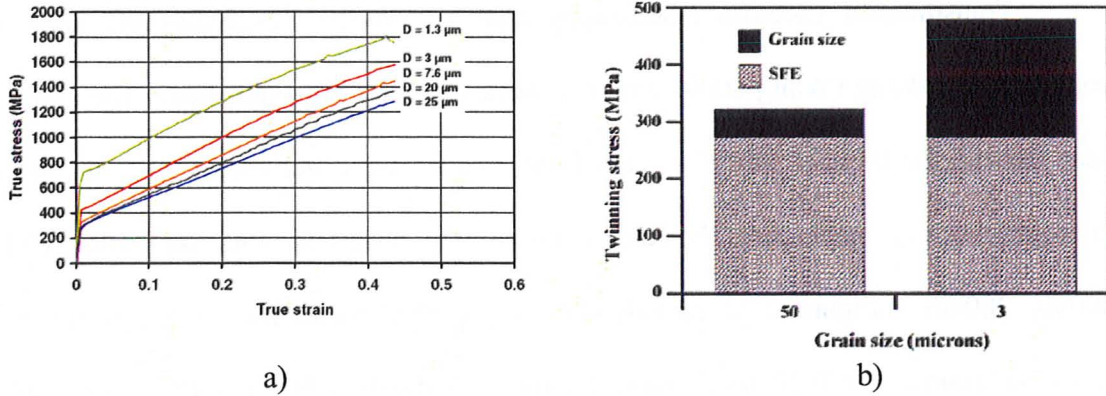 2000
1800
1600
1400
1200
1000
800
600
400
200
0
True stress (MPa)
D = 1.3 µm
D = 3 µm
D = 7.6 µm
D = 20 µm
D = 25 µm
0 0.1 0.2 0.3 0.4 0.5 0.6
True strain
a)
500
400
300
200
100
0
Twinning stress (MPa)
Grain size
SFE
50 3
Grain size (microns)
b)